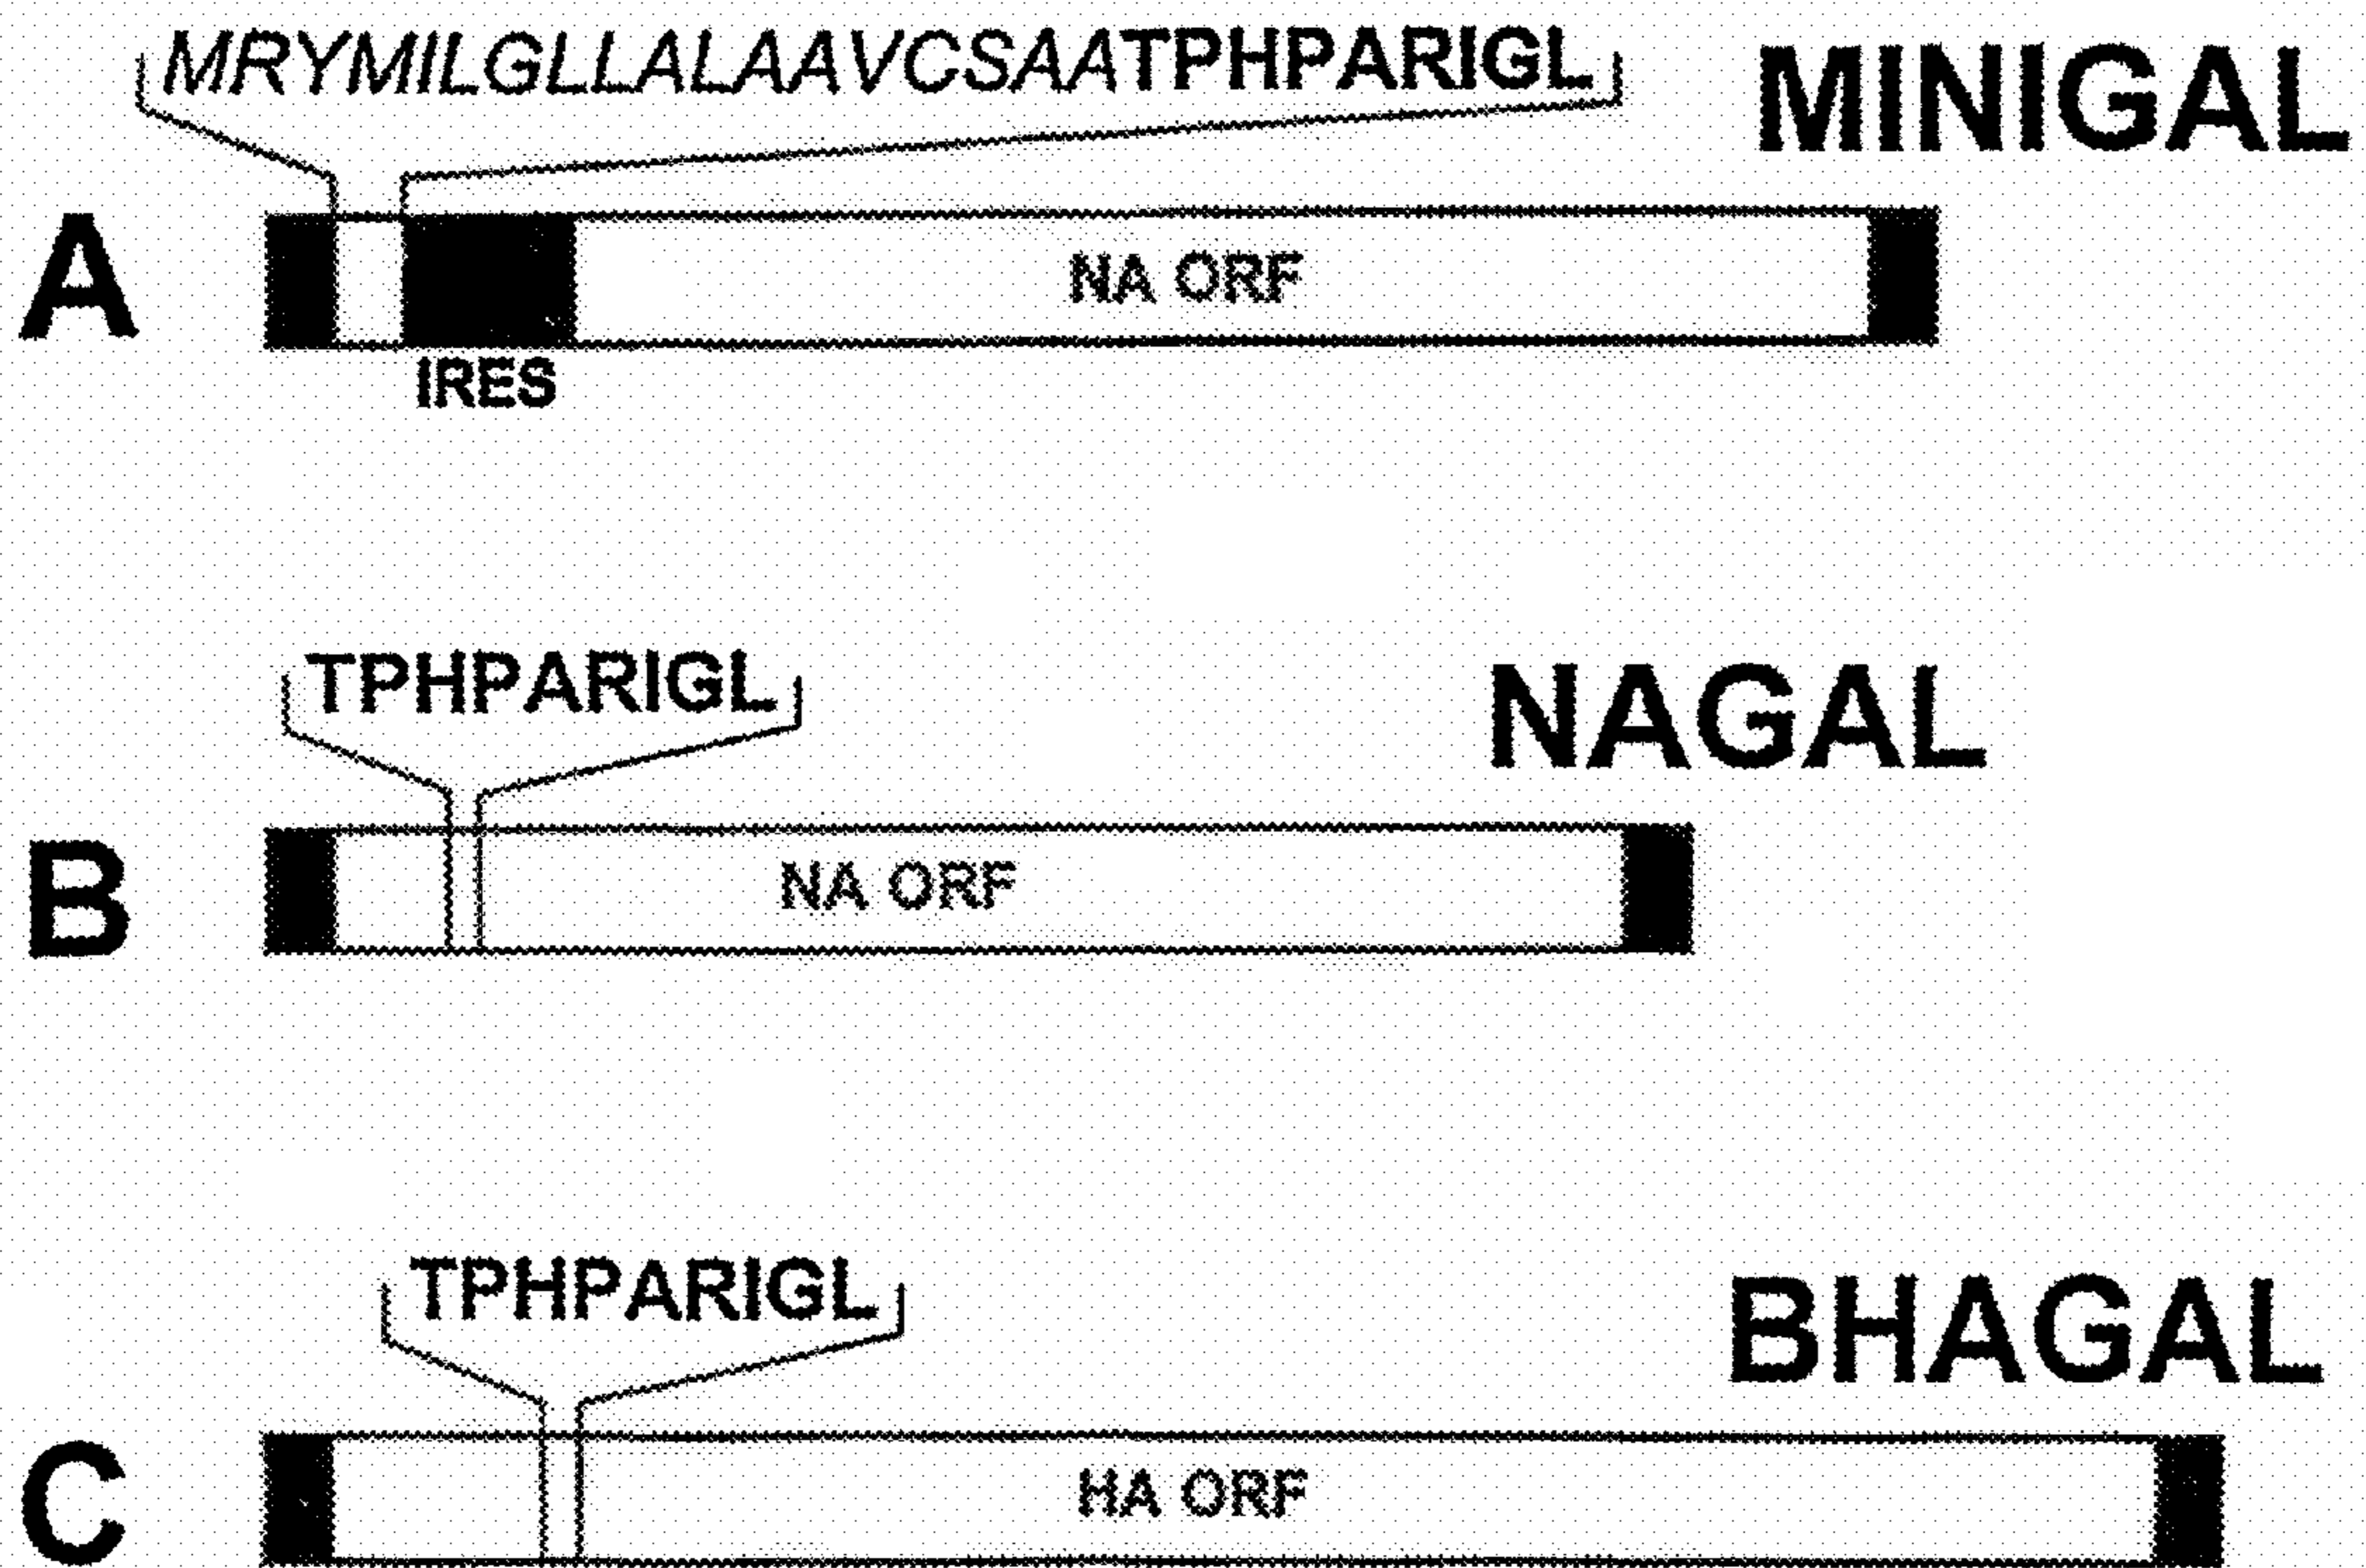 MRYMILGLLALAAVCSAATPHPARIGL
MINIGAL
A
NA ORF
IRES
TPHPARIGL
NAGAL
B
NA ORF
TPHPARIGL
BHAGAL
C
HA ORF